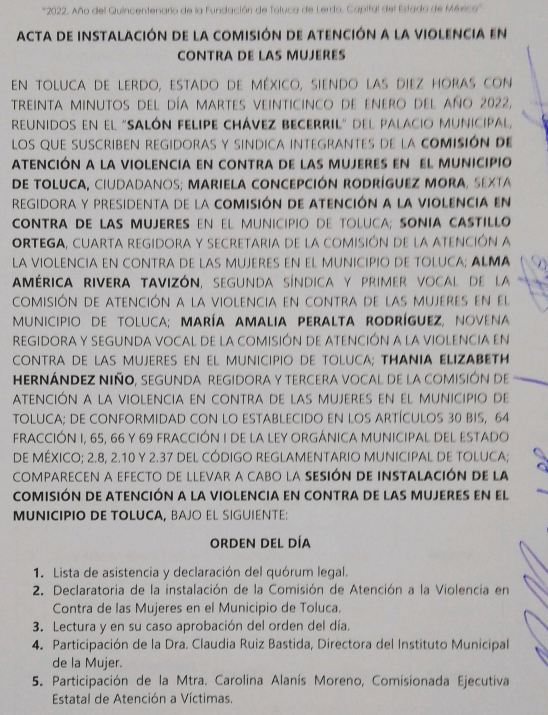 "2022. Año del Quincentenario de la Fundación de Toluca de Lerdo, Capital del Estado de México"
ACTA DE INSTALACIÓN DE LA COMISIÓN DE ATENCIÓN A LA VIOLENCIA EN
CONTRA DE LAS MUJERES
EN TOLUCA DE LERDO, ESTADO DE MÉXICO, SIENDO LAS DIEZ HORAS CON
TREINTA MINUTOS DEL DÍA MARTES VEINTICINCO DE ENERO DEL AÑO 2022,
REUNIDOS EN EL "SALÓN FELIPE CHÁVEZ BECERRIL" DEL PALACIO MUNICIPAL,
LOS QUE SUSCRIBEN REGIDORAS Y SINDICA INTEGRANTES DE LA COMISIÓN DE
ATENCIÓN A LA VIOLENCIA EN CONTRA DE LAS MUJERES EN EL MUNICIPIO
DE TOLUCA, CIUDADANOS; MARIELA CONCEPCIÓN RODRÍGUEZ MORA, SEXTA
REGIDORA Y PRESIDENTA DE LA COMISIÓN DE ATENCIÓN A LA VIOLENCIA EN
CONTRA DE LAS MUJERES EN EL MUNICIPIO DE TOLUCA; SONIA CASTILLO
ORTEGA, CUARTA REGIDORA Y SECRETARIA DE LA COMISIÓN DE LA ATENCIÓN A
LA VIOLENCIA EN CONTRA DE LAS MUJERES EN EL MUNICIPIO DE TOLUCA; ALMA
AMÉRICA RIVERA TAVIZÓN, SEGUNDA SÍNDICA Y PRIMER VOCAL DE LA
COMISIÓN DE ATENCIÓN A LA VIOLENCIA EN CONTRA DE LAS MUJERES EN EL
MUNICIPIO DE TOLUCA; MARÍA AMALIA PERALTA RODRÍGUEZ, NOVENA
REGIDORA Y SEGUNDA VOCAL DE LA COMISIÓN DE ATENCIÓN A LA VIOLENCIA EN
CONTRA DE LAS MUJERES EN EL MUNICIPIO DE TOLUCA; THANIA ELIZABETH
HERNÁNDEZ NIÑO, SEGUNDA REGIDORA Y TERCERA VOCAL DE LA COMISIÓN DE
ATENCIÓN A LA VIOLENCIA EN CONTRA DE LAS MUJERES EN EL MUNICIPIO DE
TOLUCA; DE CONFORMIDAD CON LO ESTABLECIDO EN LOS ARTÍCULOS 30 BIS, 64
FRACCIÓN I, 65, 66 Y 69 FRACCIÓN I DE LA LEY ORGÁNICA MUNICIPAL DEL ESTADO
DE MÉXICO; 2.8, 2.10 Y 2.37 DEL CÓDIGO REGLAMENTARIO MUNICIPAL DE TOLUCA;
COMPARECEN A EFECTO DE LLEVAR A CABO LA SESIÓN DE INSTALACIÓN DE LA
COMISIÓN DE ATENCIÓN A LA VIOLENCIA EN CONTRA DE LAS MUJERES EN EL
MUNICIPIO DE TOLUCA, BAJO EL SIGUIENTE:
ORDEN DEL DÍA
1. Lista de asistencia y declaración del quórum legal.
2. Declaratoria de la instalación de la Comisión de Atención a la Violencia en
Contra de las Mujeres en el Municipio de Toluca.
3. Lectura y en su caso aprobación del orden del día.
4. Participación de la Dra. Claudia Ruiz Bastida, Directora del Instituto Municipal
de la Mujer.
5. Participación de la Mtra. Carolina Alanís Moreno, Comisionada Ejecutiva
Estatal de Atención a Víctimas.